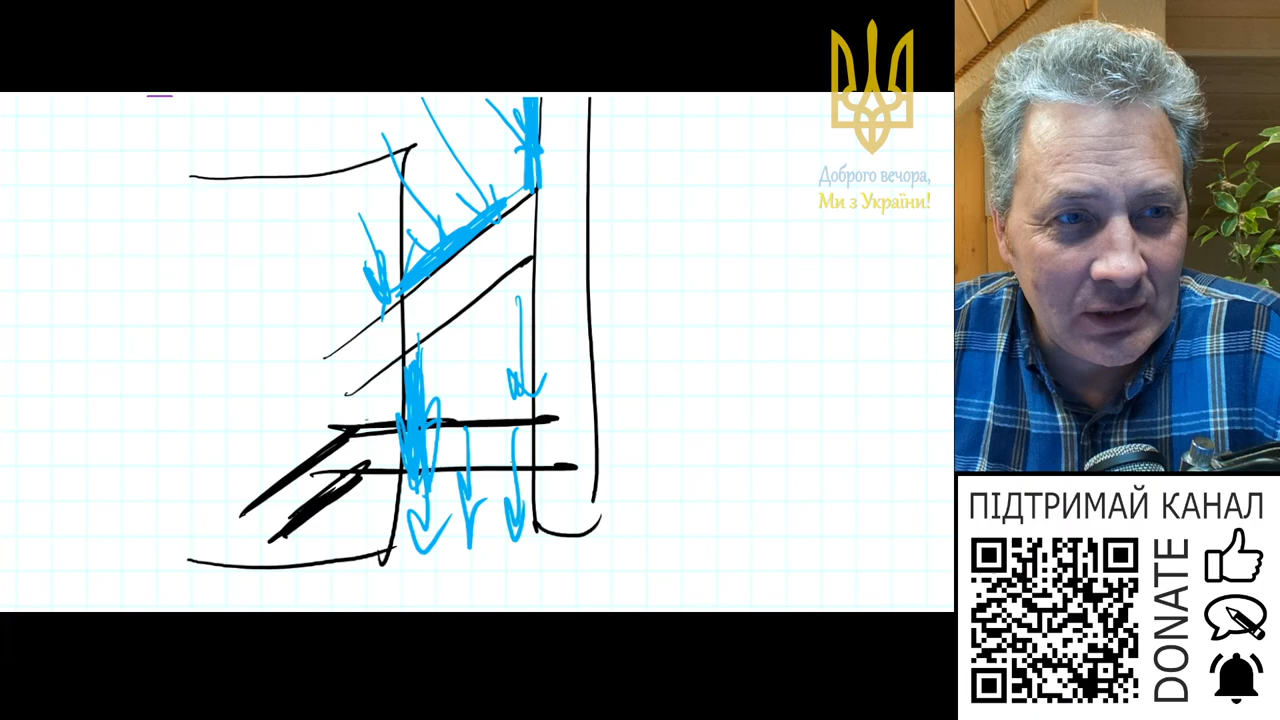 Доброго вечора,
Ми з України!
ПІДТРИМАЙ КАНАЛ
DONATE